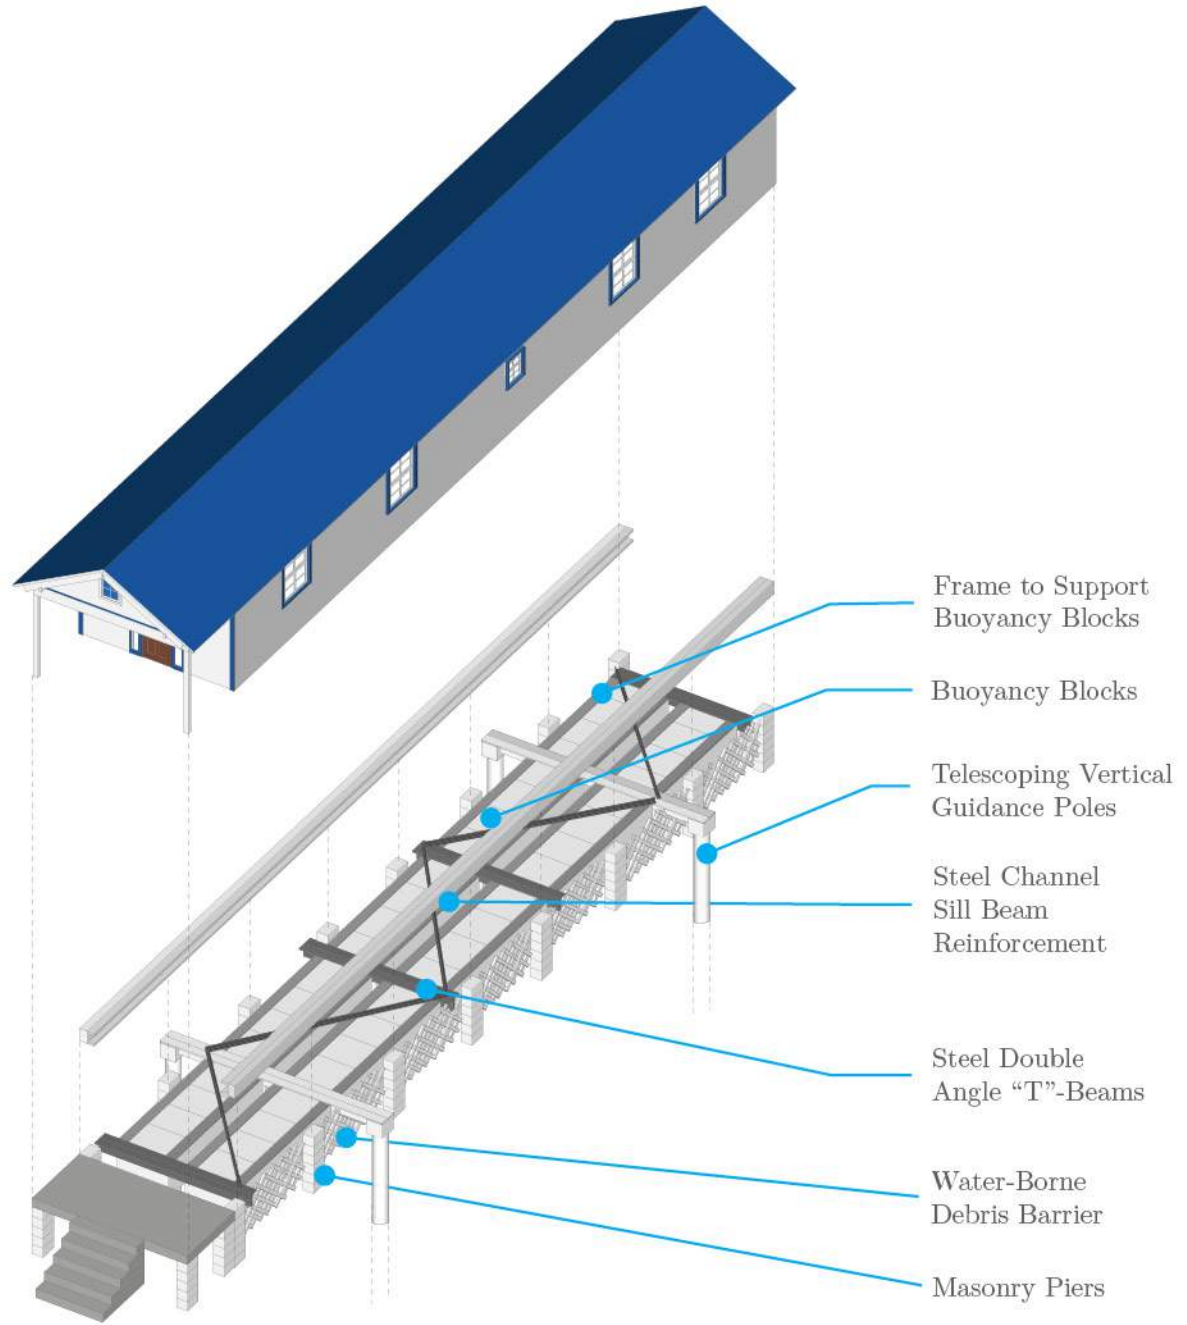 Frame to Support
Buoyancy Blocks
Buoyancy Blocks
Telescoping Vertical
Guidance Poles
Steel Channel
Sill Beam
Reinforcement
Steel Double
Angle “T”-Beams
Water-Borne
Debris Barrier
Masonry Piers